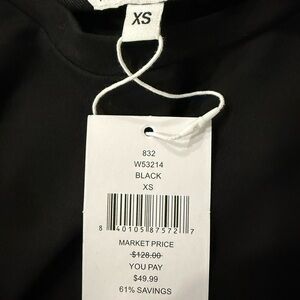 XS
832
W53214
BLACK
XS
8 40105 87572 7
MARKET PRICE
$128.00
YOU PAY
$49.99
61% SAVINGS